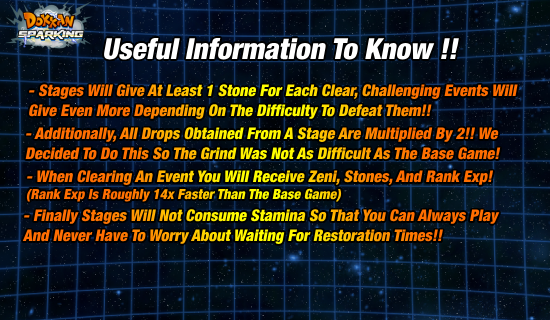 DOKKAN
SPARKING
Useful Information To Know !!
- Stages Will Give At Least 1 Stone For Each Clear, Challenging Events Will
Give Even More Depending On The Difficulty To Defeat Them!!
- Additionally, All Drops Obtained From A Stage Are Multiplied By 2!! We
Decided To Do This So The Grind Was Not As Difficult As The Base Game!
- When Clearing An Event You Will Receive Zeni, Stones, And Rank Exp!
(Rank Exp Is Roughly 14x Faster Than The Base Game)
- Finally Stages Will Not Consume Stamina So That You Can Always Play
And Never Have To Worry About Waiting For Restoration Times!!